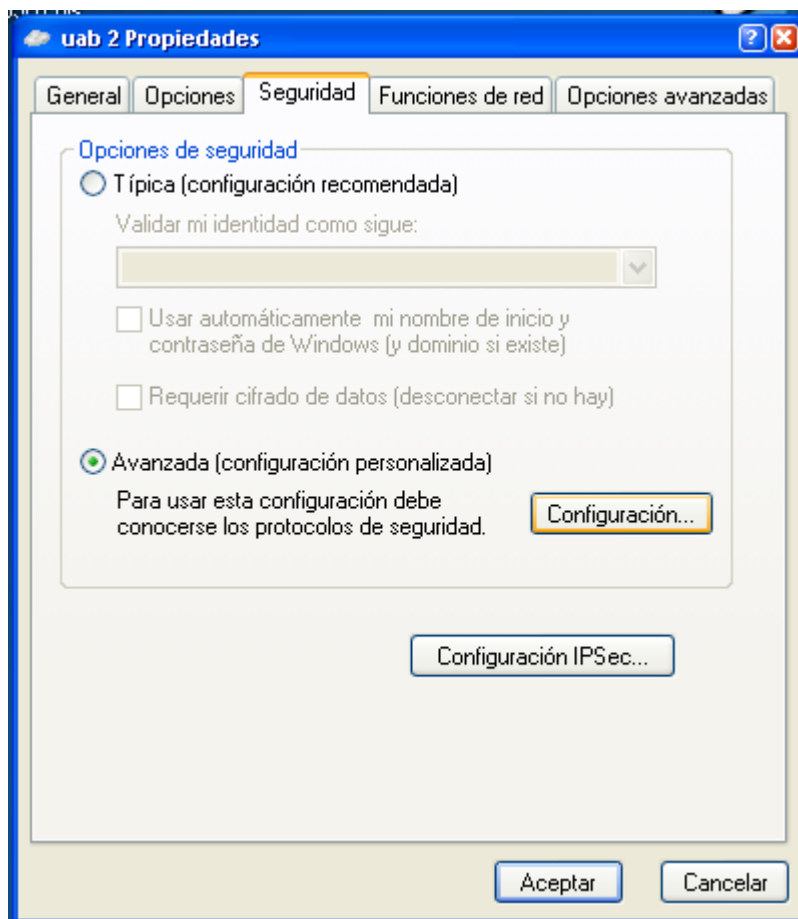 uab 2 Propiedades
General Opciones Seguridad Funciones de red Opciones avanzadas
Opciones de seguridad
Típica (configuración recomendada)
Validar mi identidad como sigue:
Usar automáticamente mi nombre de inicio y
contraseña de Windows (y dominio si existe)
Requerir cifrado de datos (desconectar si no hay)
Avanzada (configuración personalizada)
Para usar esta configuración debe
conocerse los protocolos de seguridad.
Configuración...
Configuración IPSec...
Aceptar Cancelar